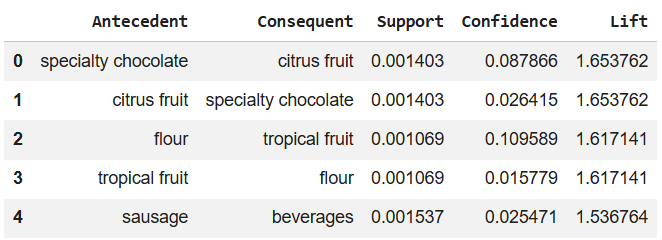 Antecedent Consequent Support Confidence Lift
0 specialty chocolate citrus fruit 0.001403 0.087866 1.653762
1 citrus fruit specialty chocolate 0.001403 0.026415 1.653762
2 flour tropical fruit 0.001069 0.109589 1.617141
3 tropical fruit flour 0.001069 0.015779 1.617141
4 sausage beverages 0.001537 0.025471 1.536764